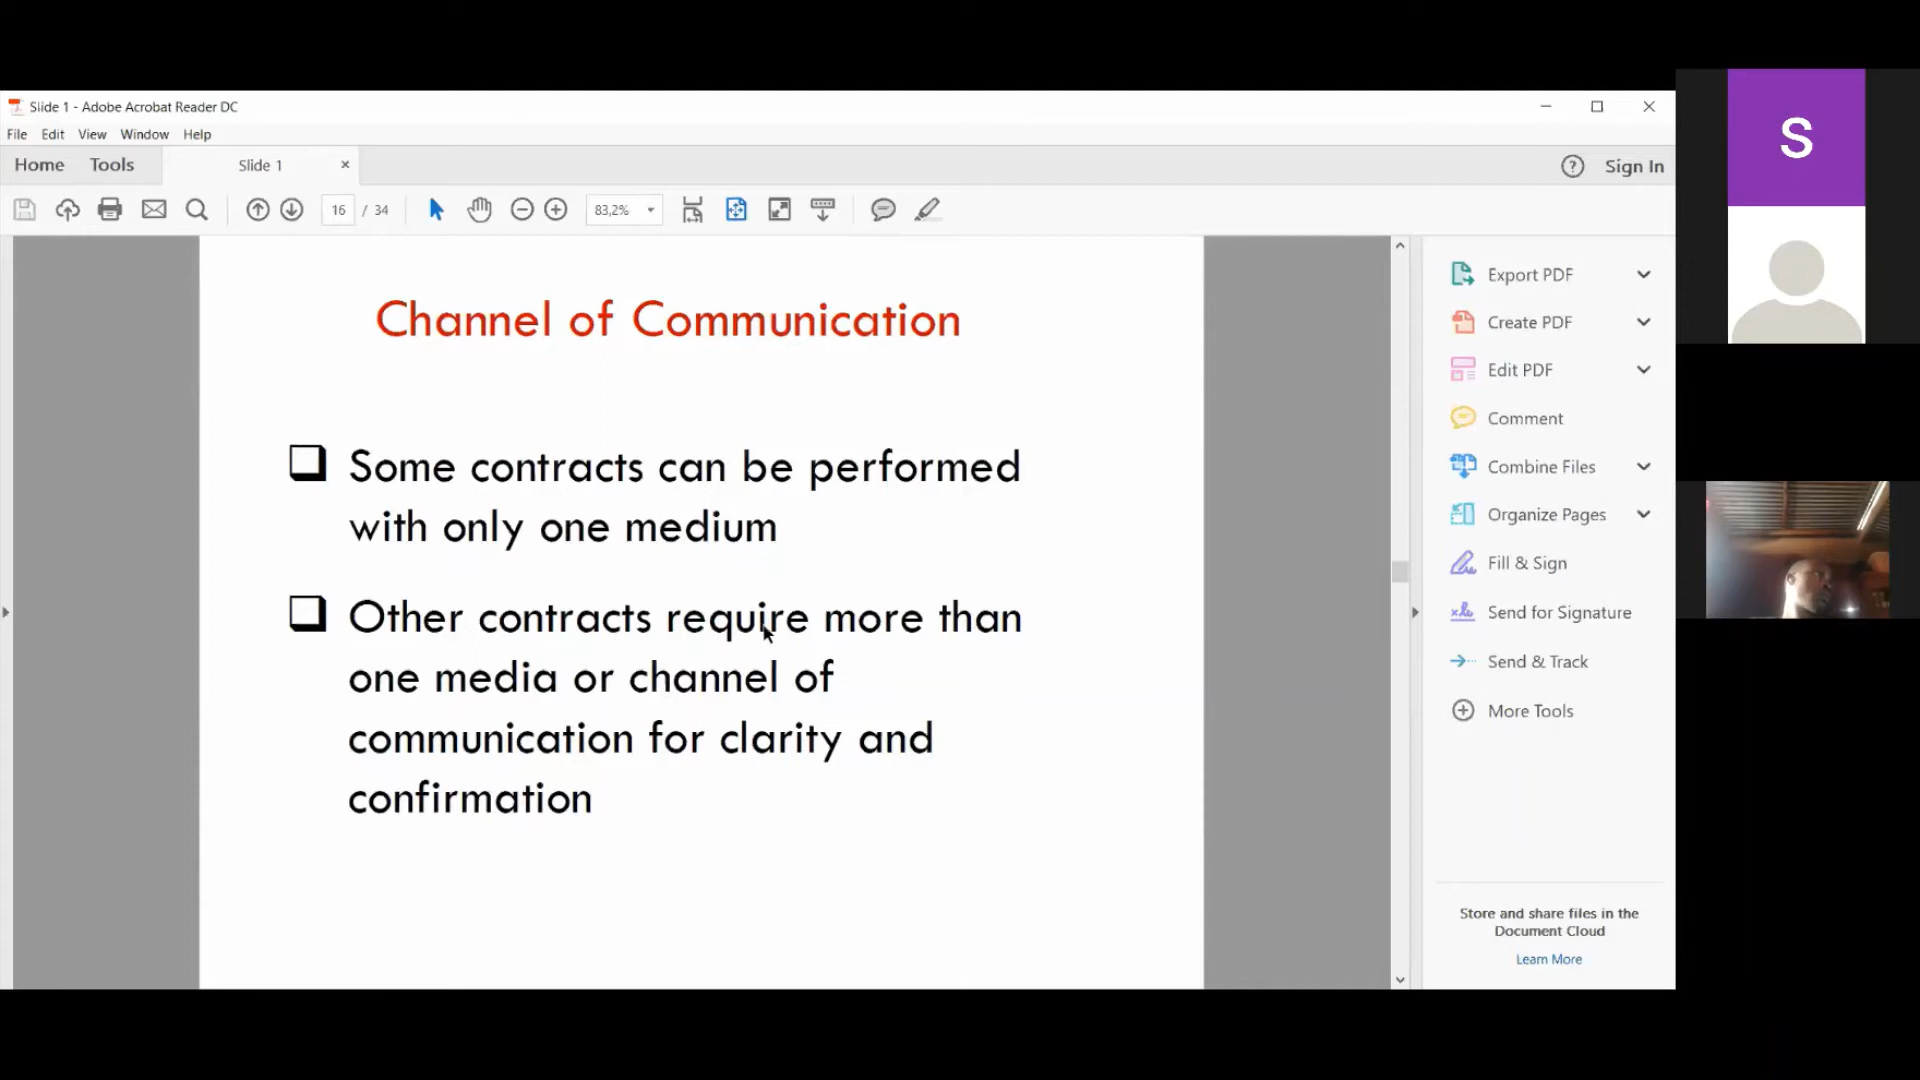 Slide 1 - Adobe Acrobat Reader DC
File Edit View Window Help
Home Tools Slide 1 × Sign In
16 / 34 83,2%
Channel of Communication
Some contracts can be performed
with only one medium
Other contracts require more than
one media or channel of
communication for clarity and
confirmation
Export PDF
Create PDF
Edit PDF
Comment
Combine Files
Organize Pages
Fill & Sign
Send for Signature
Send & Track
More Tools
Store and share files in the
Document Cloud
Learn More
S